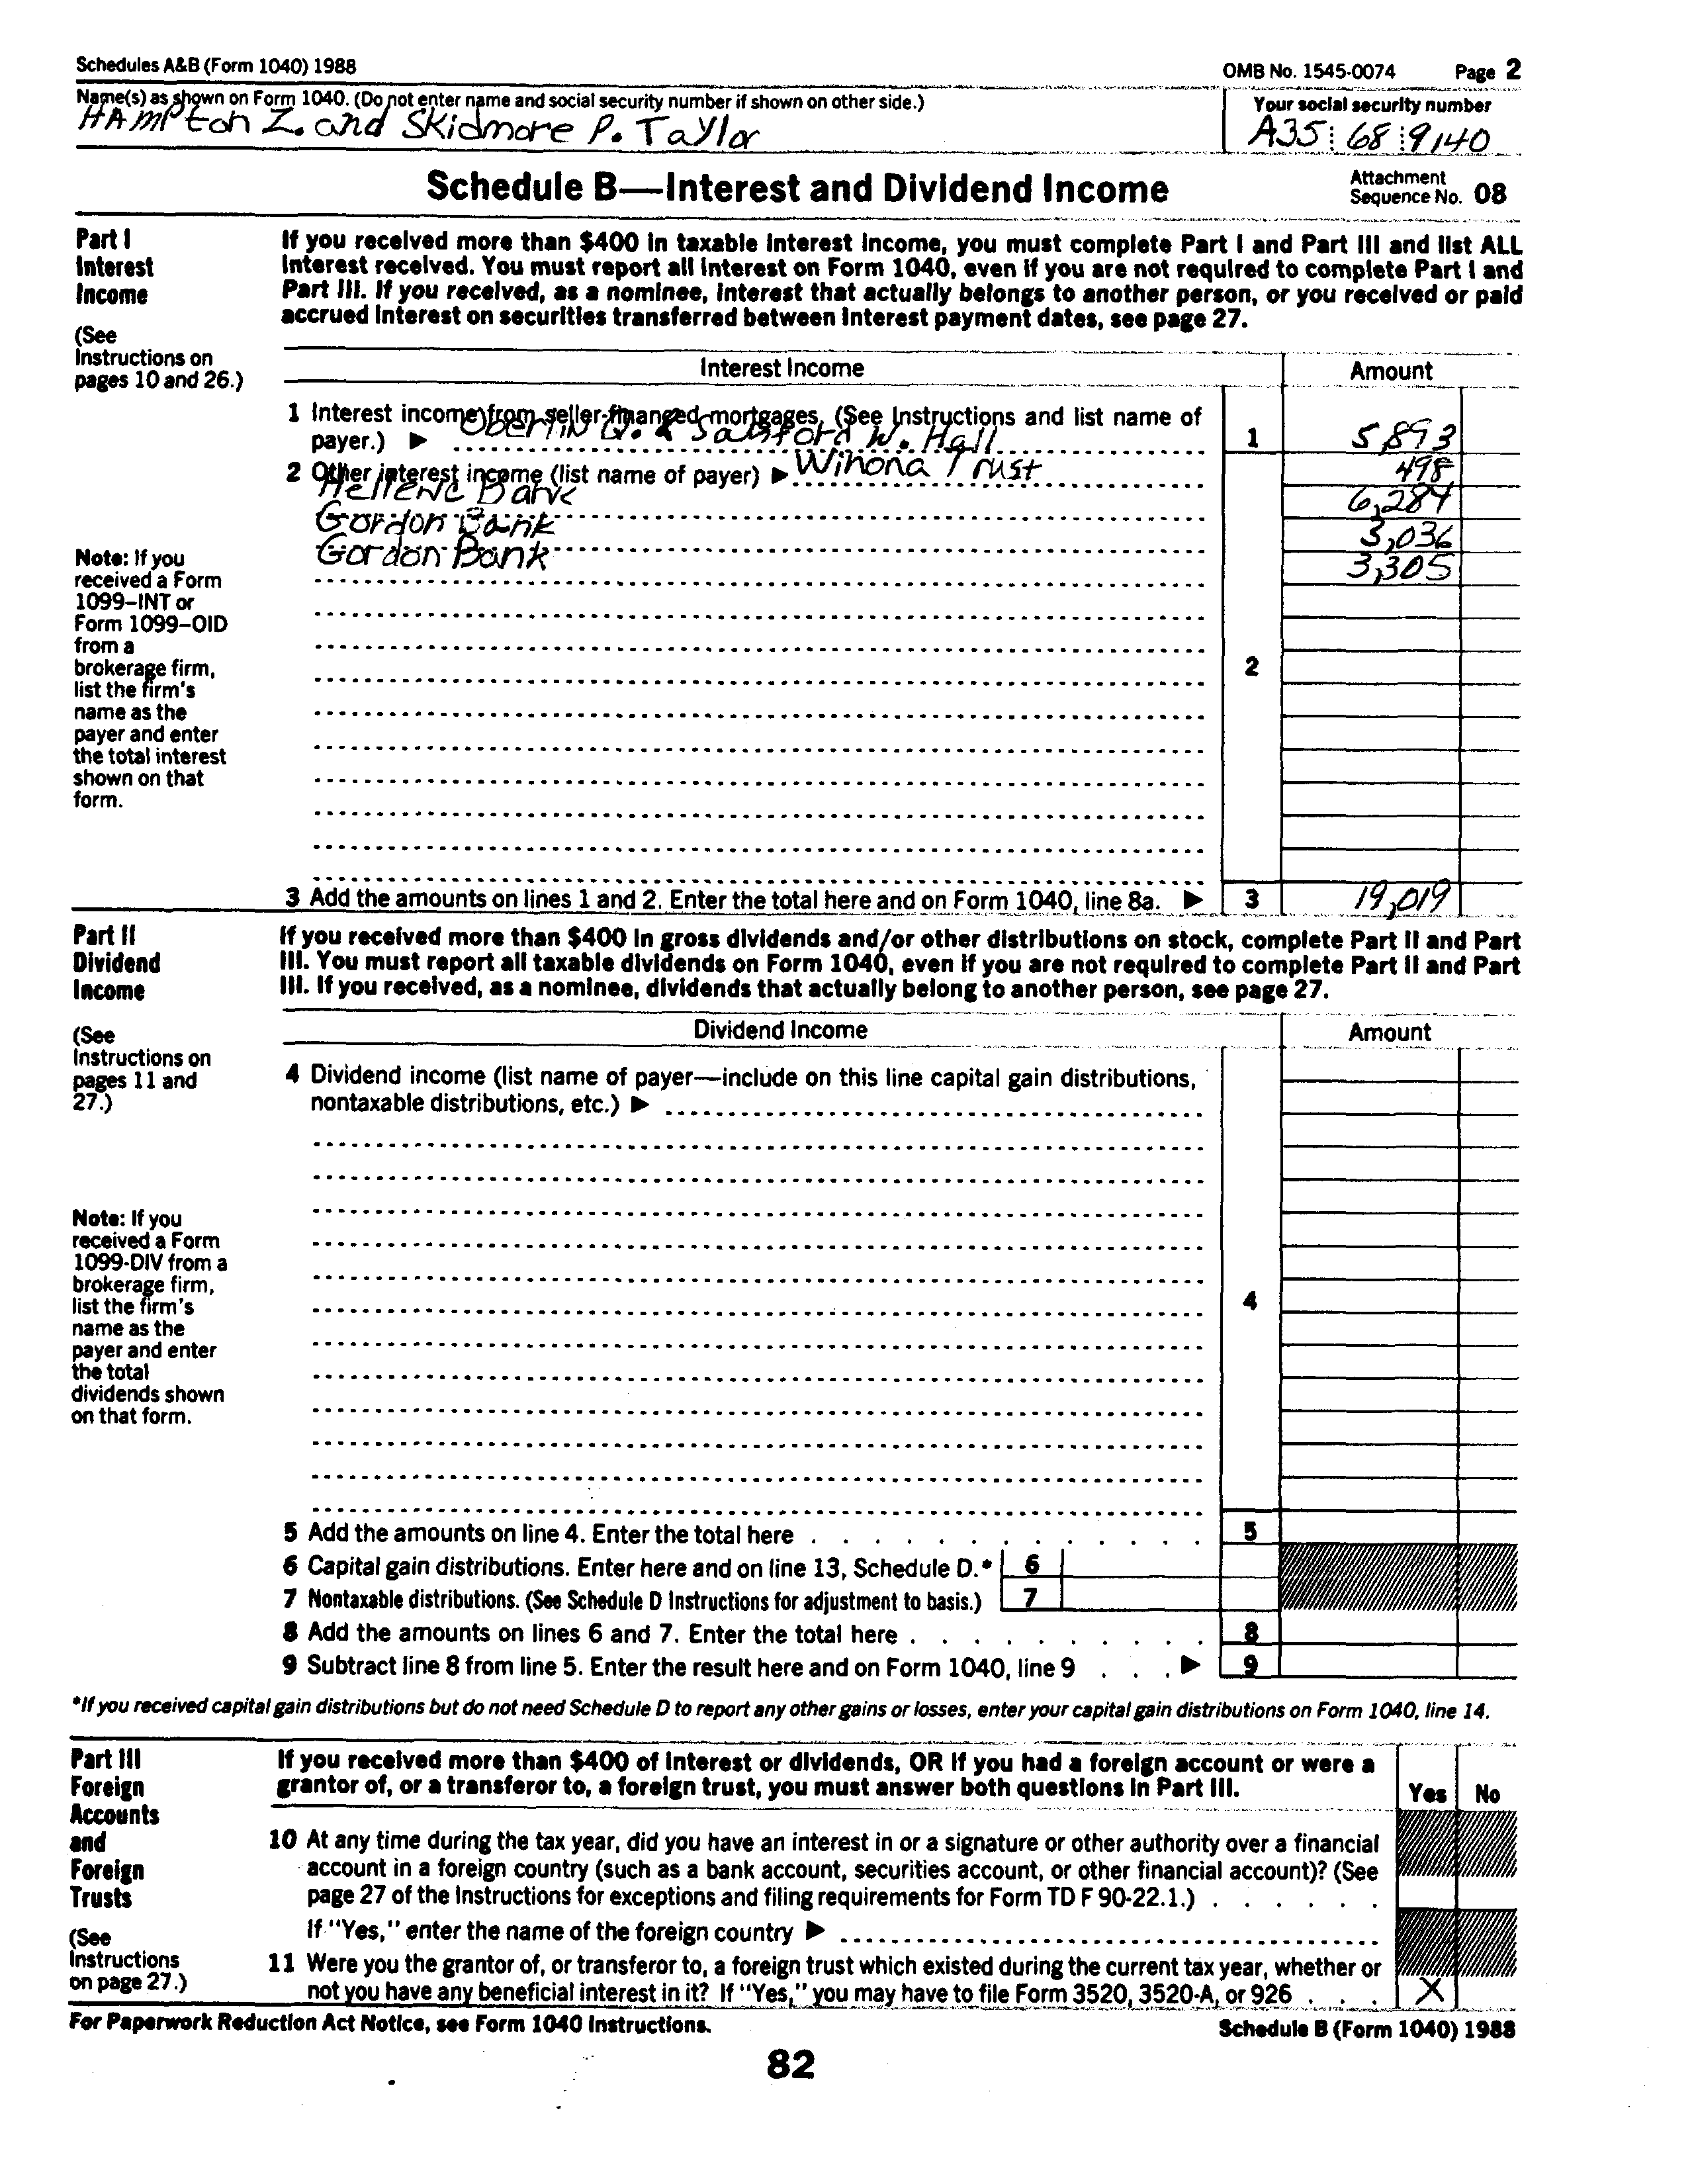 Schedules A&B (Form 1040) 1988 OMB No. 1545-0074 Page 2
Name(s) as shown on Form 1040. (Do not enter name and social security number if shown on other side.) Your social security number
HAmpton Z. and Skidmore P. Taylor A35 68 9140
Schedule B—Interest and Dividend Income
Attachment
Sequence No. 08
Part I
Interest
Income
(See
Instructions on
pages 10 and 26.)
If you received more than $400 in taxable interest income, you must complete Part I and Part III and list ALL
interest received. You must report all interest on Form 1040, even if you are not required to complete Part I and
Part III. If you received, as a nominee, interest that actually belongs to another person, or you received or paid
accrued interest on securities transferred between interest payment dates, see page 27.
Interest Income Amount
1 Interest income from seller-financed mortgages. (See Instructions and list name of
payer.) ▶ Oberlin Q. & Samford W. Hall 1 5,893
2 Other interest income (list name of payer) ▶ Winona Trust 498
Hellenic Bank 6,287
Gordon Bank 3,036
Gordon Bank 3,305
Note: If you
received a Form
1099–INT or
Form 1099–OID
from a
brokerage firm,
list the firm's
name as the
payer and enter
the total interest
shown on that
form.
2
3 Add the amounts on lines 1 and 2. Enter the total here and on Form 1040, line 8a. ▶ 3 19,019
Part II
Dividend
Income
(See
Instructions on
pages 11 and
27.)
If you received more than $400 in gross dividends and/or other distributions on stock, complete Part II and Part
III. You must report all taxable dividends on Form 1040, even if you are not required to complete Part II and Part
III. If you received, as a nominee, dividends that actually belong to another person, see page 27.
Dividend Income Amount
4 Dividend income (list name of payer—include on this line capital gain distributions,
nontaxable distributions, etc.) ▶
Note: If you
received a Form
1099-DIV from a
brokerage firm,
list the firm's
name as the
payer and enter
the total
dividends shown
on that form.
4
5 Add the amounts on line 4. Enter the total here 5
6 Capital gain distributions. Enter here and on line 13, Schedule D.* 6
7 Nontaxable distributions. (See Schedule D Instructions for adjustment to basis.) 7
8 Add the amounts on lines 6 and 7. Enter the total here 8
9 Subtract line 8 from line 5. Enter the result here and on Form 1040, line 9 ▶ 9
*If you received capital gain distributions but do not need Schedule D to report any other gains or losses, enter your capital gain distributions on Form 1040, line 14.
Part III
Foreign
Accounts
and
Foreign
Trusts
(See
Instructions
on page 27.)
If you received more than $400 of interest or dividends, OR if you had a foreign account or were a
grantor of, or a transferor to, a foreign trust, you must answer both questions in Part III.
Yes No
10 At any time during the tax year, did you have an interest in or a signature or other authority over a financial
account in a foreign country (such as a bank account, securities account, or other financial account)? (See
page 27 of the Instructions for exceptions and filing requirements for Form TD F 90-22.1.)
If "Yes," enter the name of the foreign country ▶
11 Were you the grantor of, or transferor to, a foreign trust which existed during the current tax year, whether or
not you have any beneficial interest in it? If "Yes," you may have to file Form 3520, 3520-A, or 926 X
For Paperwork Reduction Act Notice, see Form 1040 Instructions. Schedule B (Form 1040) 1988
82